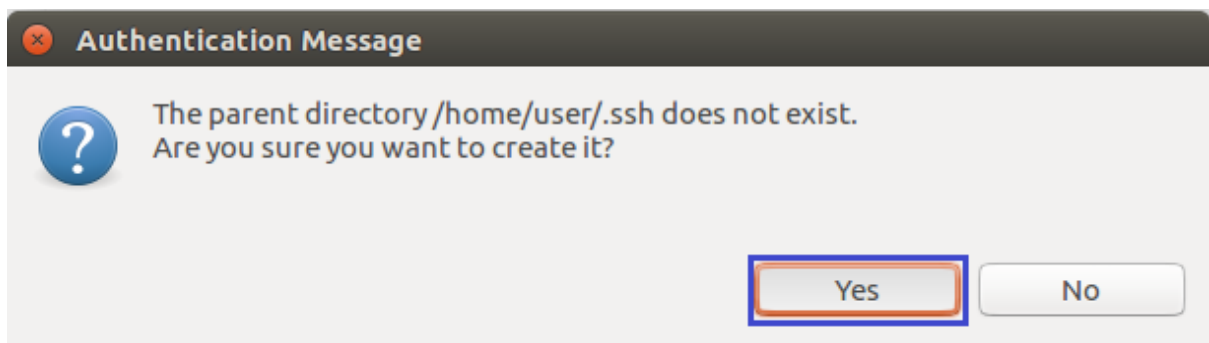 Authentication Message
The parent directory /home/user/.ssh does not exist.
Are you sure you want to create it?
Yes No